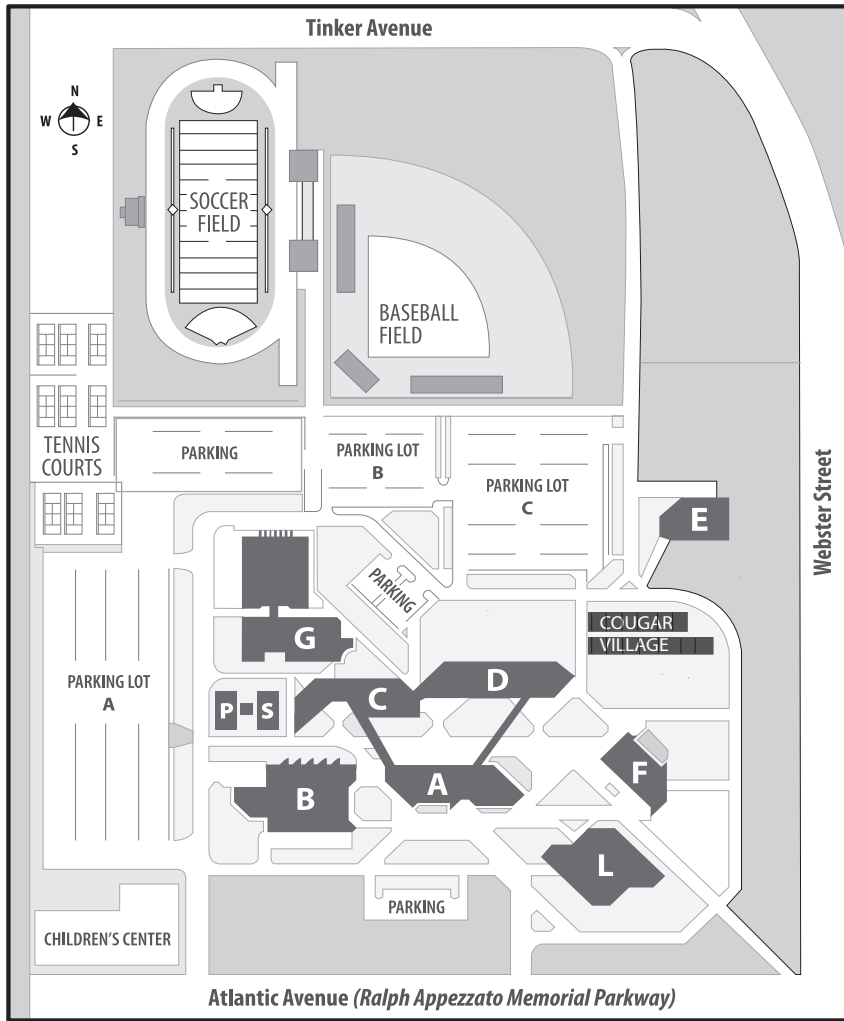 Tinker Avenue
N
W E
S
SOCCER
FIELD
BASEBALL
FIELD
TENNIS
COURTS
PARKING
PARKING LOT
B
PARKING LOT
C
E
Webster Street
PARKING
G
COUGAR
VILLAGE
PARKING LOT
A
P S
C
D
F
B
A
L
PARKING
CHILDREN'S CENTER
Atlantic Avenue (Ralph Appezzato Memorial Parkway)